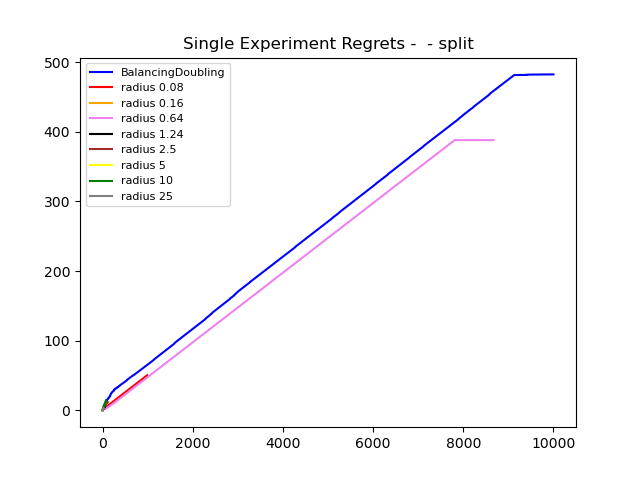 Single Experiment Regrets -  - split
500
400
300
200
100
0
BalancingDoubling
radius 0.08
radius 0.16
radius 0.64
radius 1.24
radius 2.5
radius 5
radius 10
radius 25
0 2000 4000 6000 8000 10000